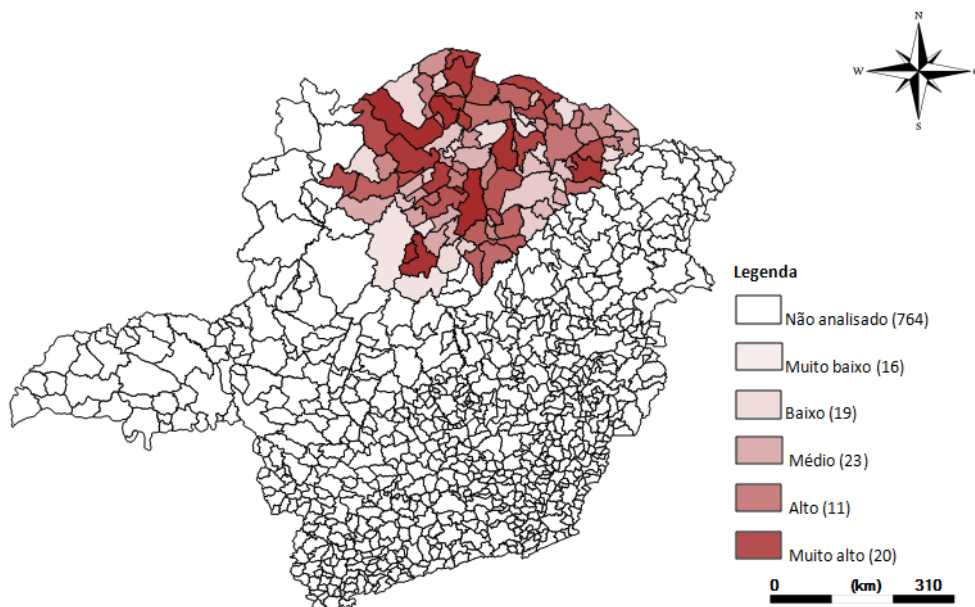 N
W
S
Legenda
Não analisado (764)
Muito baixo (16)
Baixo (19)
Médio (23)
Alto (11)
Muito alto (20)
0 (km) 310